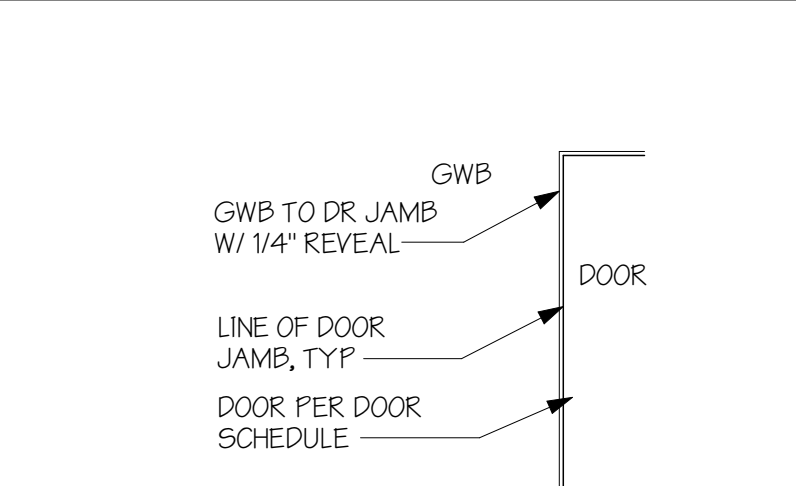 GWB
GWB TO DR JAMB
W/ 1/4" REVEAL
DOOR
LINE OF DOOR
JAMB, TYP
DOOR PER DOOR
SCHEDULE